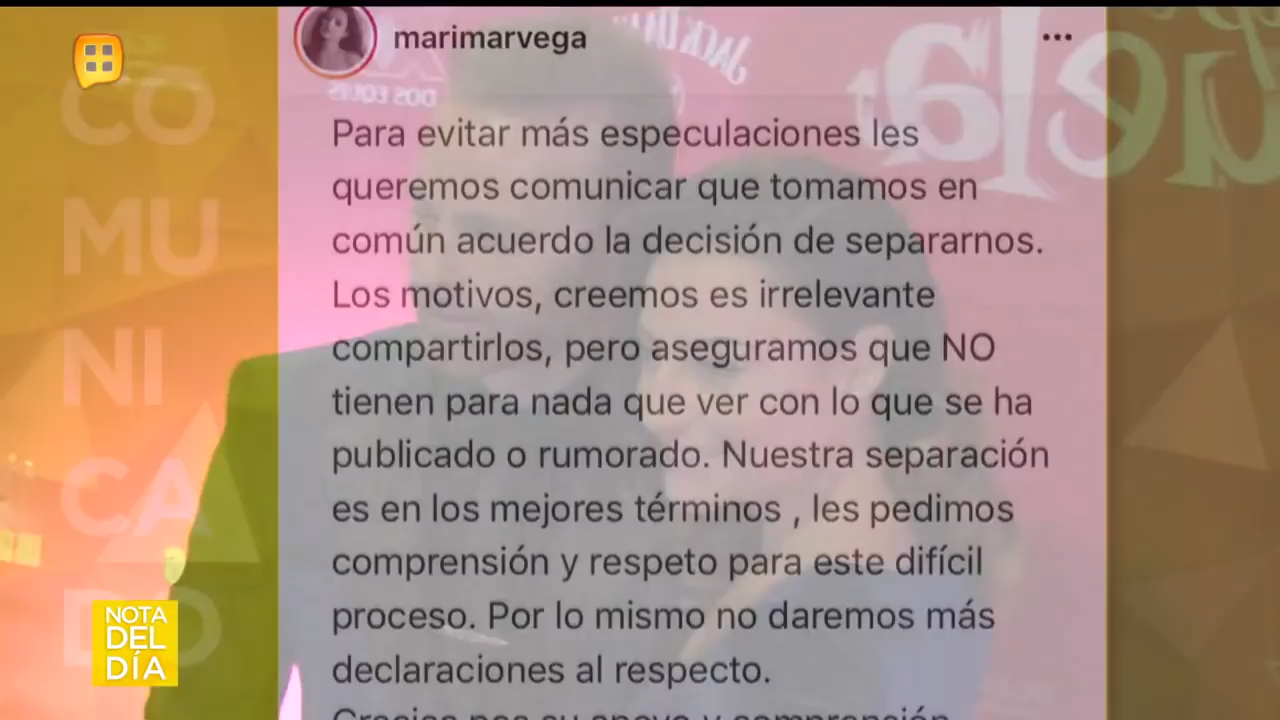 marimarvega
Para evitar más especulaciones les
queremos comunicar que tomamos en
común acuerdo la decisión de separarnos.
Los motivos, creemos es irrelevante
compartirlos, pero aseguramos que NO
tienen para nada que ver con lo que se ha
publicado o rumorado. Nuestra separación
es en los mejores términos , les pedimos
comprensión y respeto para este difícil
proceso. Por lo mismo no daremos más
declaraciones al respecto.
CO
MU
NI
CA
DO
NOTA
DEL
DÍA
DOS EQUIS